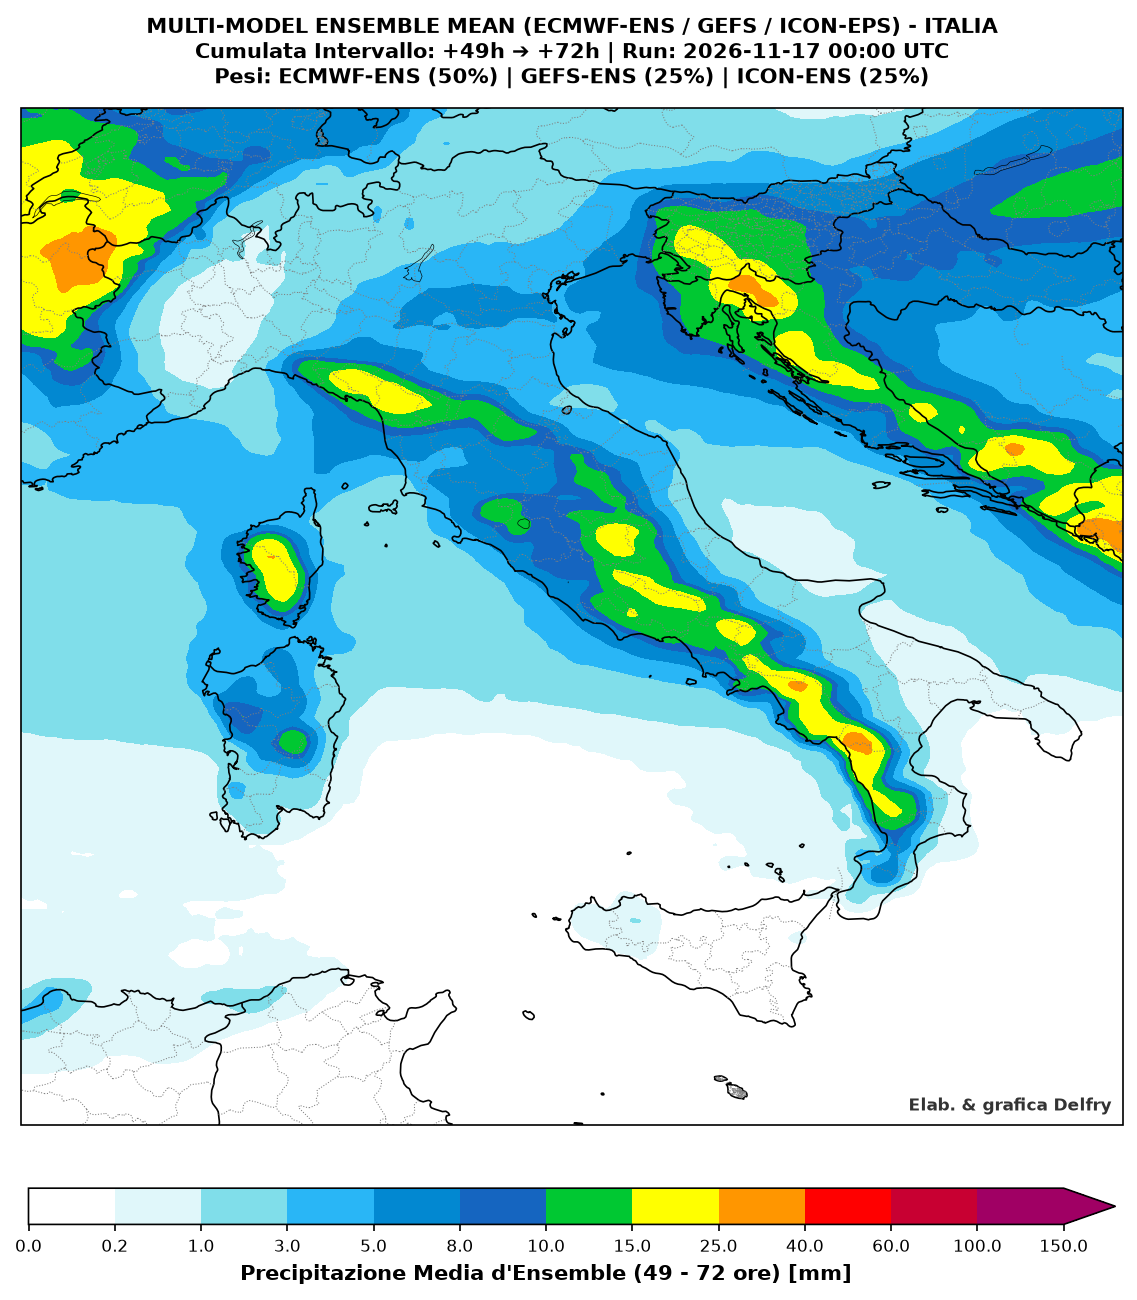 MULTI-MODEL ENSEMBLE MEAN (ECMWF-ENS / GEFS / ICON-EPS) - ITALIA
Cumulata Intervallo: +49h → +72h | Run: 2026-11-17 00:00 UTC
Pesi: ECMWF-ENS (50%) | GEFS-ENS (25%) | ICON-ENS (25%)
Elab. & grafica Delfry
0.0 0.2 1.0 3.0 5.0 8.0 10.0 15.0 25.0 40.0 60.0 100.0 150.0
Precipitazione Media d'Ensemble (49 - 72 ore) [mm]